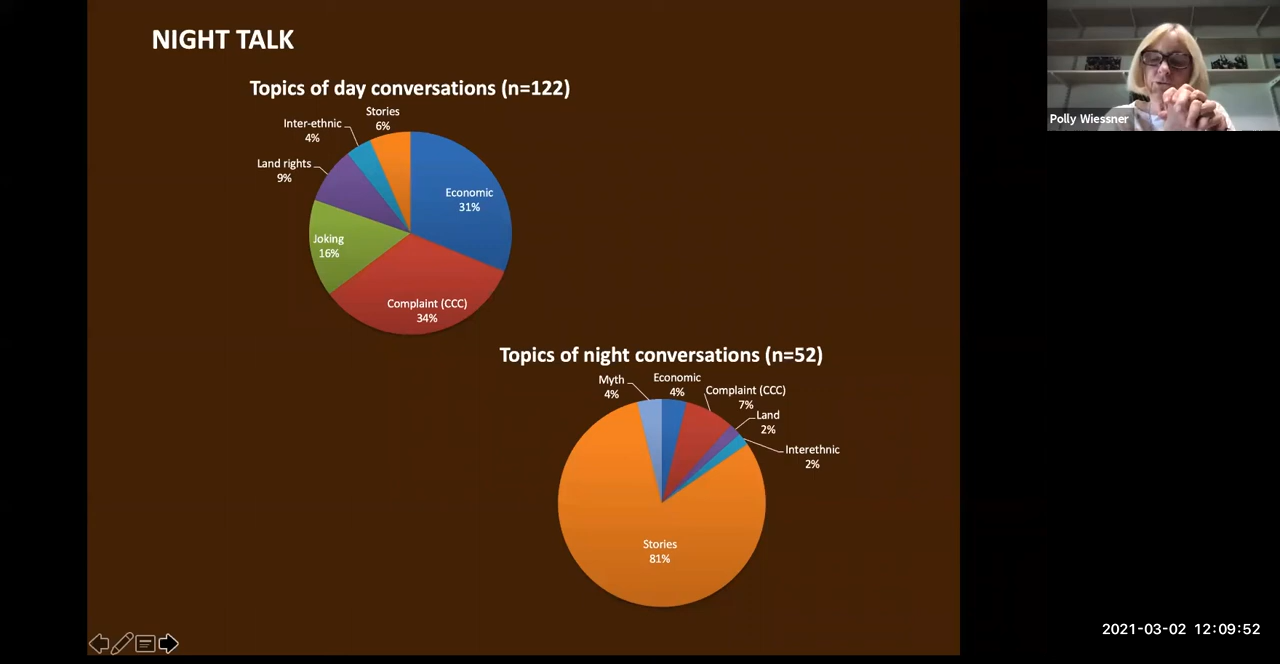 NIGHT TALK
Topics of day conversations (n=122)
Stories
6%
Inter-ethnic
4%
Land rights
9%
Economic
31%
Joking
16%
Complaint (CCC)
34%
Topics of night conversations (n=52)
Myth
4%
Economic
4%
Complaint (CCC)
7%
Land
2%
Interethnic
2%
Stories
81%
Polly Wiessner
2021-03-02 12:09:52